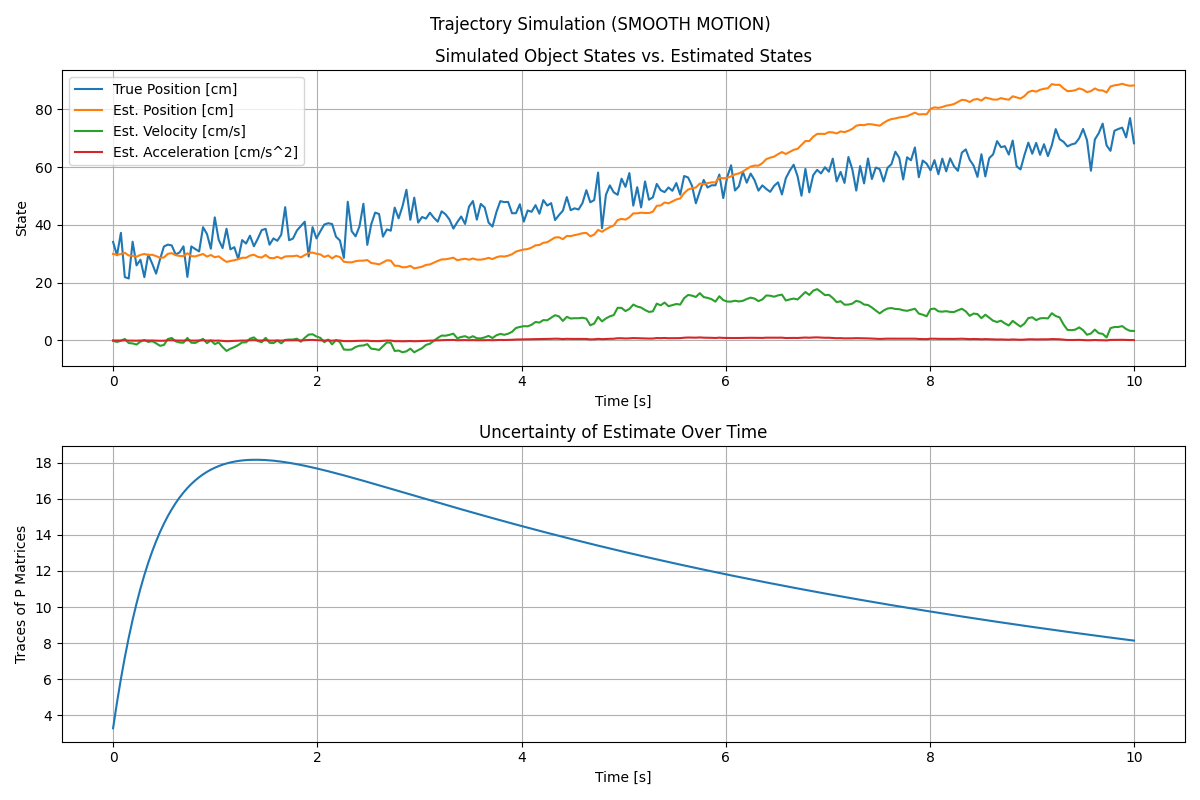 Trajectory Simulation (SMOOTH MOTION)
Simulated Object States vs. Estimated States
True Position [cm]
Est. Position [cm]
Est. Velocity [cm/s]
Est. Acceleration [cm/s^2]
State
80
60
40
20
0
0 2 4 6 8 10
Time [s]
Uncertainty of Estimate Over Time
Traces of P Matrices
18
16
14
12
10
8
6
4
0 2 4 6 8 10
Time [s]